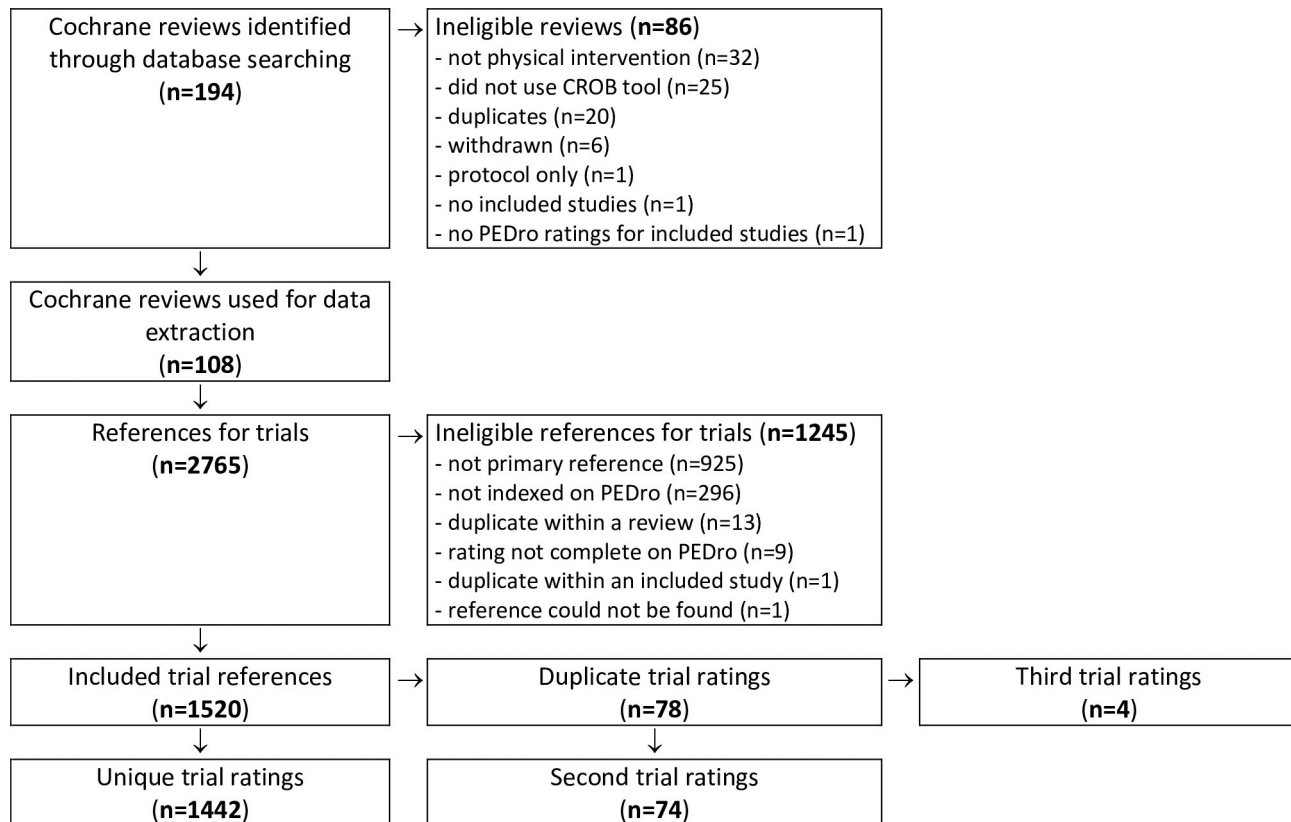 Cochrane reviews identified
through database searching
(n=194)
→
Ineligible reviews (n=86)
- not physical intervention (n=32)
- did not use CROB tool (n=25)
- duplicates (n=20)
- withdrawn (n=6)
- protocol only (n=1)
- no included studies (n=1)
- no PEDro ratings for included studies (n=1)
↓
Cochrane reviews used for data
extraction
(n=108)
↓
References for trials
(n=2765)
→
Ineligible references for trials (n=1245)
- not primary reference (n=925)
- not indexed on PEDro (n=296)
- duplicate within a review (n=13)
- rating not complete on PEDro (n=9)
- duplicate within an included study (n=1)
- reference could not be found (n=1)
↓
Included trial references
(n=1520)
→
Duplicate trial ratings
(n=78)
→
Third trial ratings
(n=4)
↓
↓
Unique trial ratings
(n=1442)
Second trial ratings
(n=74)